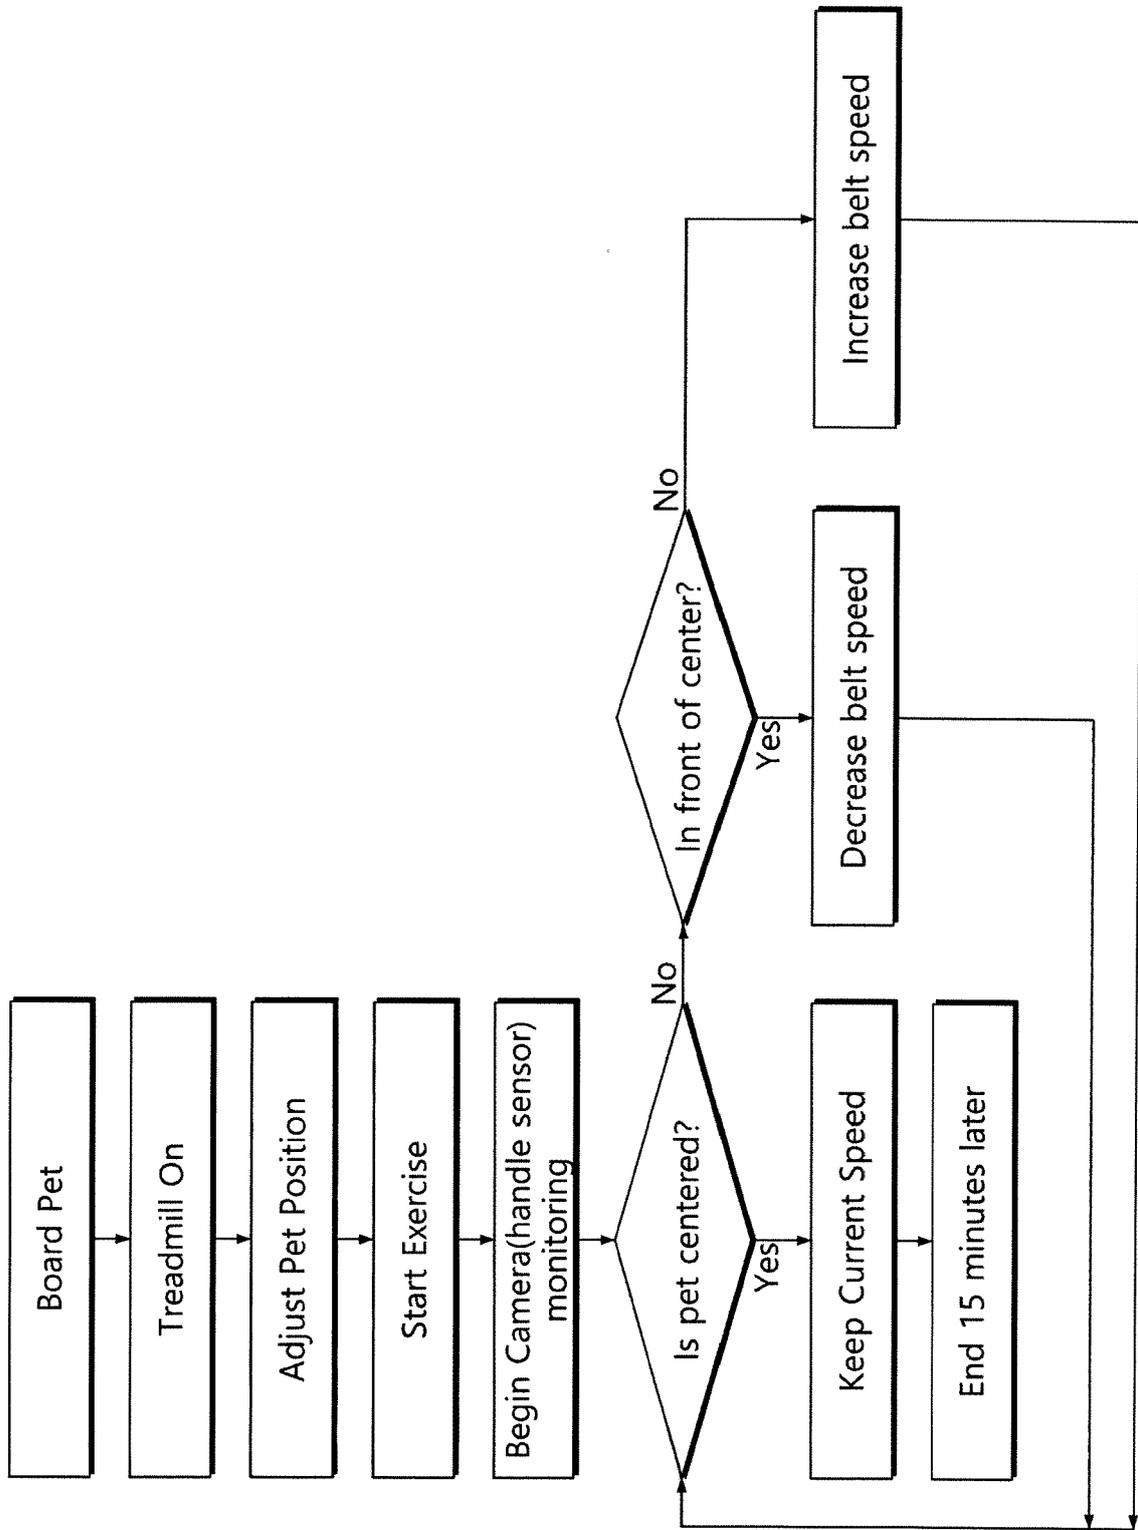 Board Pet
Treadmill On
Adjust Pet Position
Start Exercise
Begin Camera(handle sensor)
monitoring
Is pet centered?
No
Yes
In front of center?
No
Yes
Keep Current Speed
Decrease belt speed
Increase belt speed
End 15 minutes later